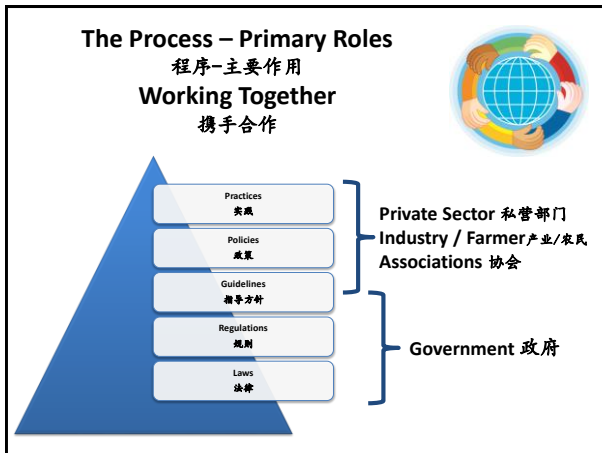 The Process – Primary Roles
程序-主要作用
Working Together
携手合作
Practices
实践
Policies
政策
Guidelines
指导方针
Regulations
规则
Laws
法律
Private Sector 私营部门
Industry / Farmer产业/农民
Associations 协会
Government 政府